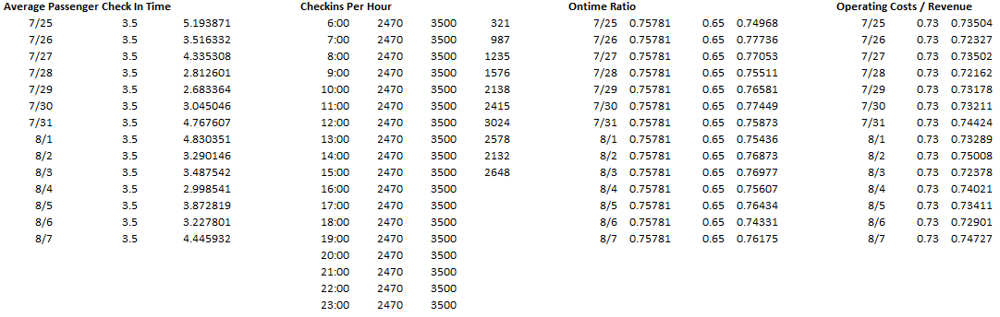 Average Passenger Check In Time Checkins Per Hour Ontime Ratio Operating Costs / Revenue
7/25 3.5 5.193871 6:00 2470 3500 321 7/25 0.75781 0.65 0.74968 7/25 0.73 0.73504
7/26 3.5 3.516332 7:00 2470 3500 987 7/26 0.75781 0.65 0.77736 7/26 0.73 0.72327
7/27 3.5 4.335308 8:00 2470 3500 1235 7/27 0.75781 0.65 0.77053 7/27 0.73 0.73502
7/28 3.5 2.812601 9:00 2470 3500 1576 7/28 0.75781 0.65 0.75511 7/28 0.73 0.72162
7/29 3.5 2.683364 10:00 2470 3500 2138 7/29 0.75781 0.65 0.76581 7/29 0.73 0.73178
7/30 3.5 3.045046 11:00 2470 3500 2415 7/30 0.75781 0.65 0.77449 7/30 0.73 0.73211
7/31 3.5 4.767607 12:00 2470 3500 3024 7/31 0.75781 0.65 0.75873 7/31 0.73 0.74424
8/1 3.5 4.830351 13:00 2470 3500 2578 8/1 0.75781 0.65 0.75436 8/1 0.73 0.73289
8/2 3.5 3.290146 14:00 2470 3500 2132 8/2 0.75781 0.65 0.76873 8/2 0.73 0.75008
8/3 3.5 3.487542 15:00 2470 3500 2648 8/3 0.75781 0.65 0.76977 8/3 0.73 0.72378
8/4 3.5 2.998541 16:00 2470 3500 8/4 0.75781 0.65 0.75607 8/4 0.73 0.74021
8/5 3.5 3.872819 17:00 2470 3500 8/5 0.75781 0.65 0.76434 8/5 0.73 0.73411
8/6 3.5 3.227801 18:00 2470 3500 8/6 0.75781 0.65 0.74331 8/6 0.73 0.72901
8/7 3.5 4.445932 19:00 2470 3500 8/7 0.75781 0.65 0.76175 8/7 0.73 0.74727
20:00 2470 3500
21:00 2470 3500
22:00 2470 3500
23:00 2470 3500